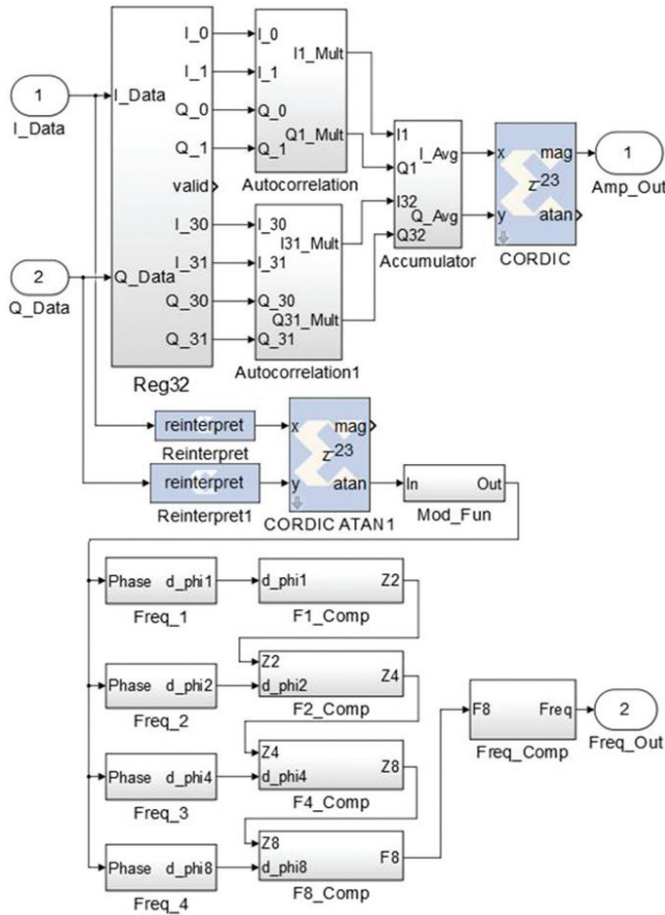 1
I_Data
2
Q_Data
I_Data
Q_Data
I_0
I_1
Q_0
Q_1
valid
I_30
I_31
Q_30
Q_31
Reg32
I_0
I_1
Q_0
Q_1
I1_Mult
Q1_Mult
Autocorrelation
I_30
I_31
Q_30
Q_31
I31_Mult
Q31_Mult
Autocorrelation1
I1
Q1
I32
Q32
I_Avg
Q_Avg
Accumulator
x
y
z-23
mag
atan
CORDIC
1
Amp_Out
reinterpret
Reinterpret
reinterpret
Reinterpret1
x
y
z-23
mag
atan
CORDIC ATAN1
In Out
Mod_Fun
Phase d_phi1
Freq_1
d_phi1 Z2
F1_Comp
Phase d_phi2
Freq_2
Z2
d_phi2
Z4
F2_Comp
Phase d_phi4
Freq_3
Z4
d_phi4
Z8
F4_Comp
Phase d_phi8
Freq_4
Z8
d_phi8
F8
F8_Comp
F8 Freq
Freq_Comp
2
Freq_Out